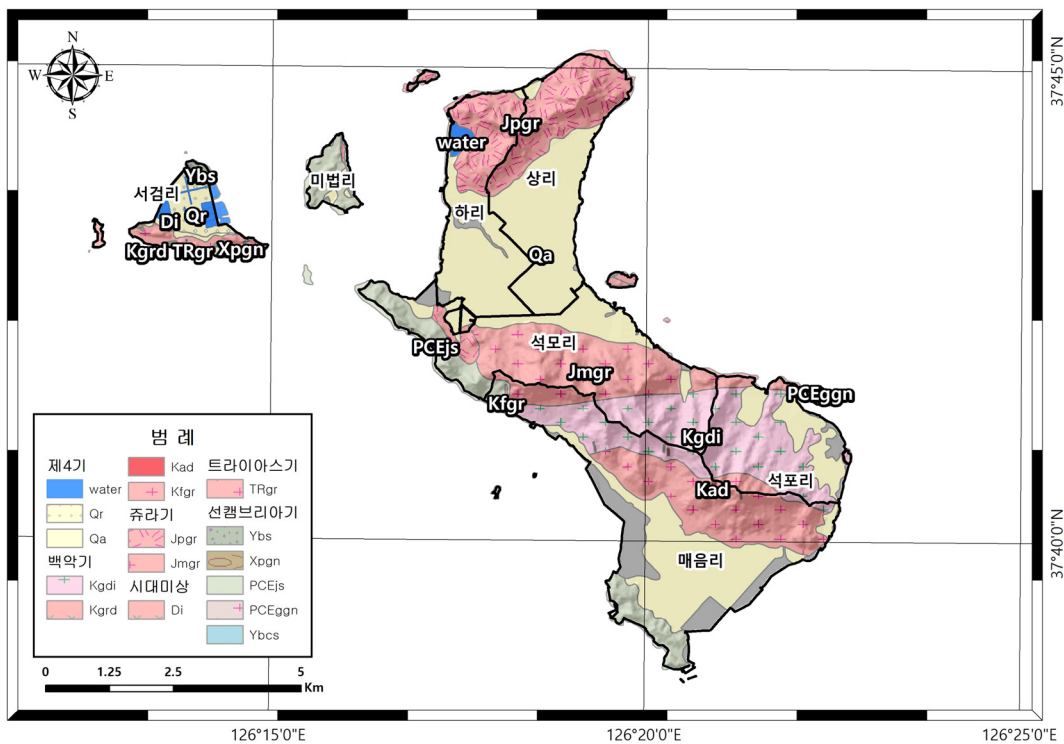 N
W E
S
37°45'0"N
Jpgr
water
상리
미법리
Ybs
서검리
하리
Di Qr
Kgrd TRgr Xpgn
Qa
석모리
PCEjs
Jmgr
PCEggn
Kfgr
Kgdi
석포리
Kad
37°40'0"N
매음리
범 례
제4기
water
Qr
Qa
백악기
Kgdi
Kgrd
Kad
Kfgr
쥬라기
Jpgr
Jmgr
시대미상
Di
트라이아스기
TRgr
선캠브리아기
Ybs
Xpgn
PCEjs
PCEggn
Ybcs
0 1.25 2.5 5
Km
126°15'0"E 126°20'0"E 126°25'0"E